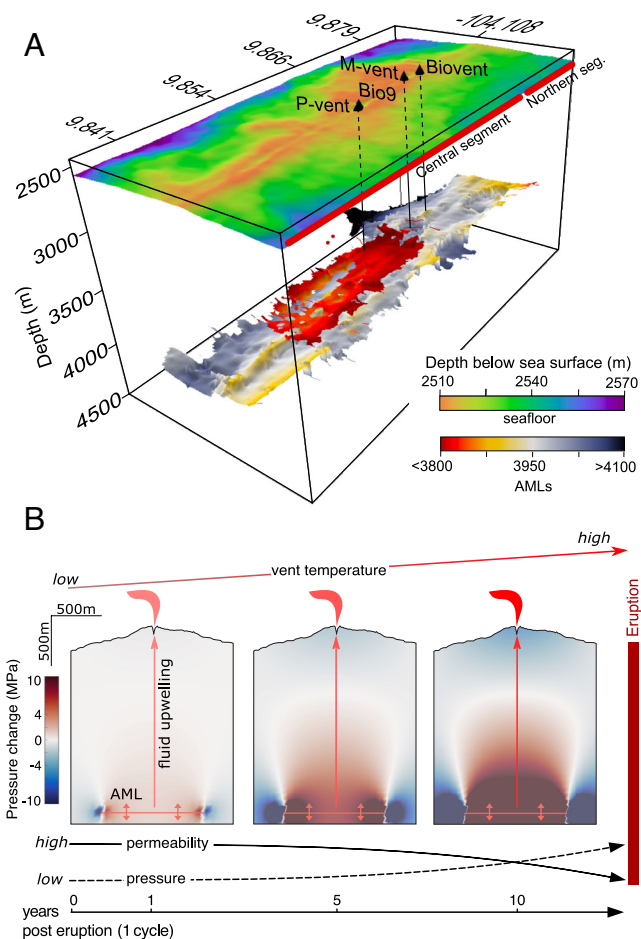 A
9.841
9.854
9.866
9.879
-104.108
M-vent
Biovent
P-vent
Bio9
Central segment
Northern seg.
2500
3000
3500
4000
4500
Depth (m)
Depth below sea surface (m)
2510 2540 2570
seafloor
<3800 3950 >4100
AMLs
B
low
vent temperature
high
500m
500m
Pressure change (MPa)
10
4
0
-4
-10
fluid upwelling
AML
Eruption
high
permeability
low
pressure
years
0 1 5 10
post eruption (1 cycle)